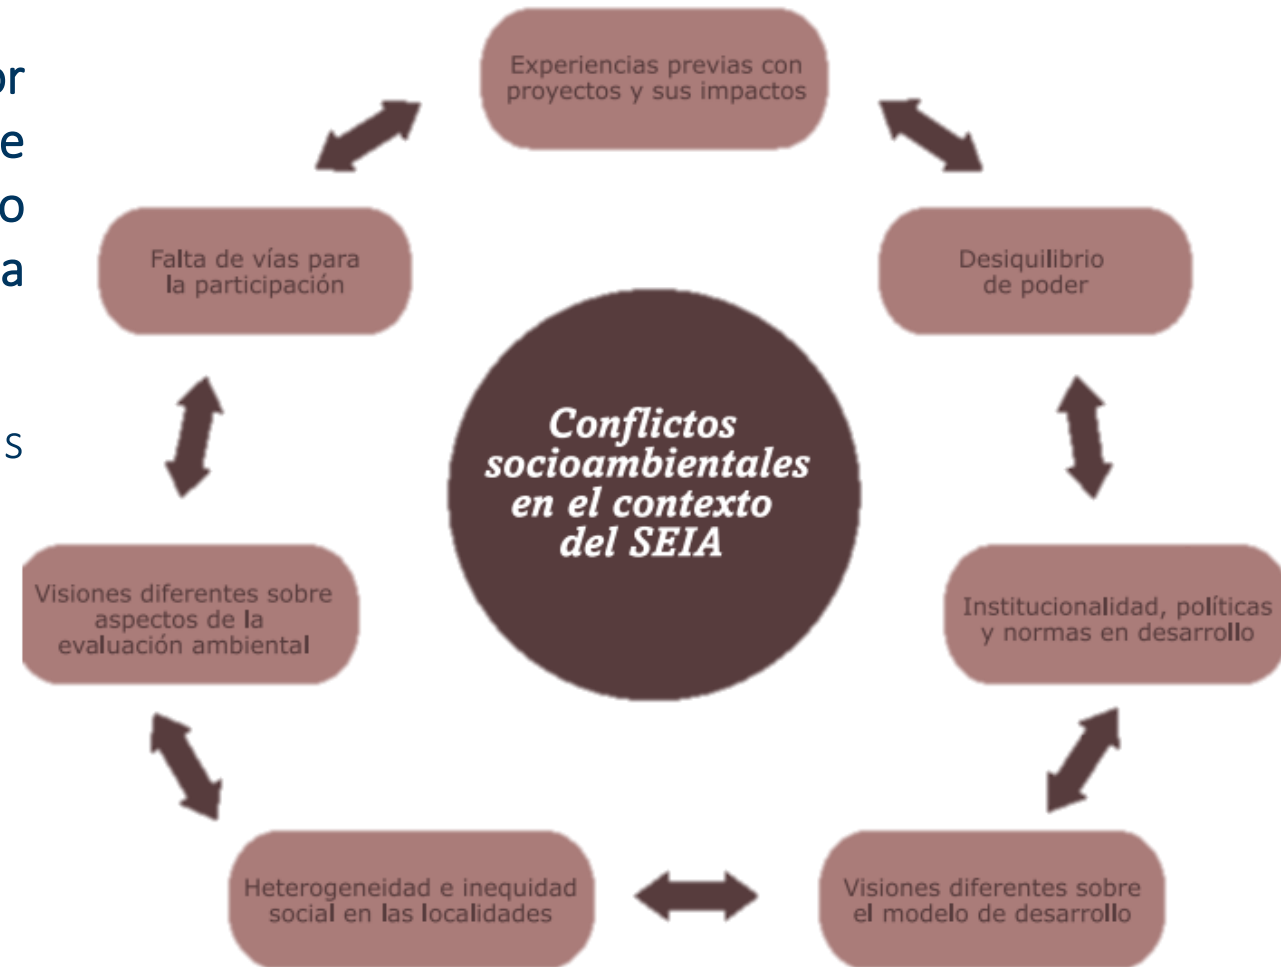 or
e
o
a
s
Experiencias previas con
proyectos y sus impactos
Falta de vías para
la participación
Desiquilibrio
de poder
Conflictos
socioambientales
en el contexto
del SEIA
Visiones diferentes sobre
aspectos de la
evaluación ambiental
Institucionalidad, políticas
y normas en desarrollo
Heterogeneidad e inequidad
social en las localidades
Visiones diferentes sobre
el modelo de desarrollo